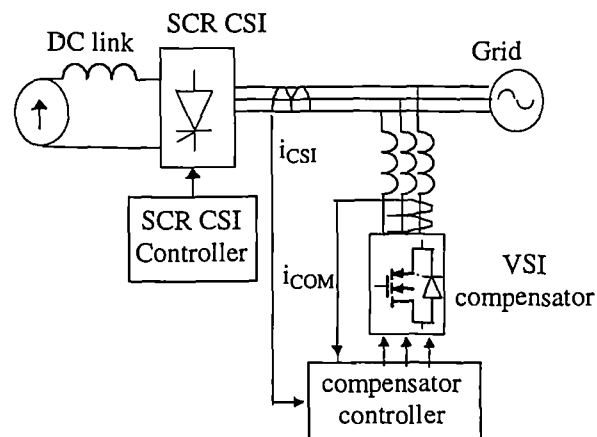 SCR CSI
DC link
Grid
iCSI
SCR CSI
Controller
iCOM
VSI
compensator
compensator
controller